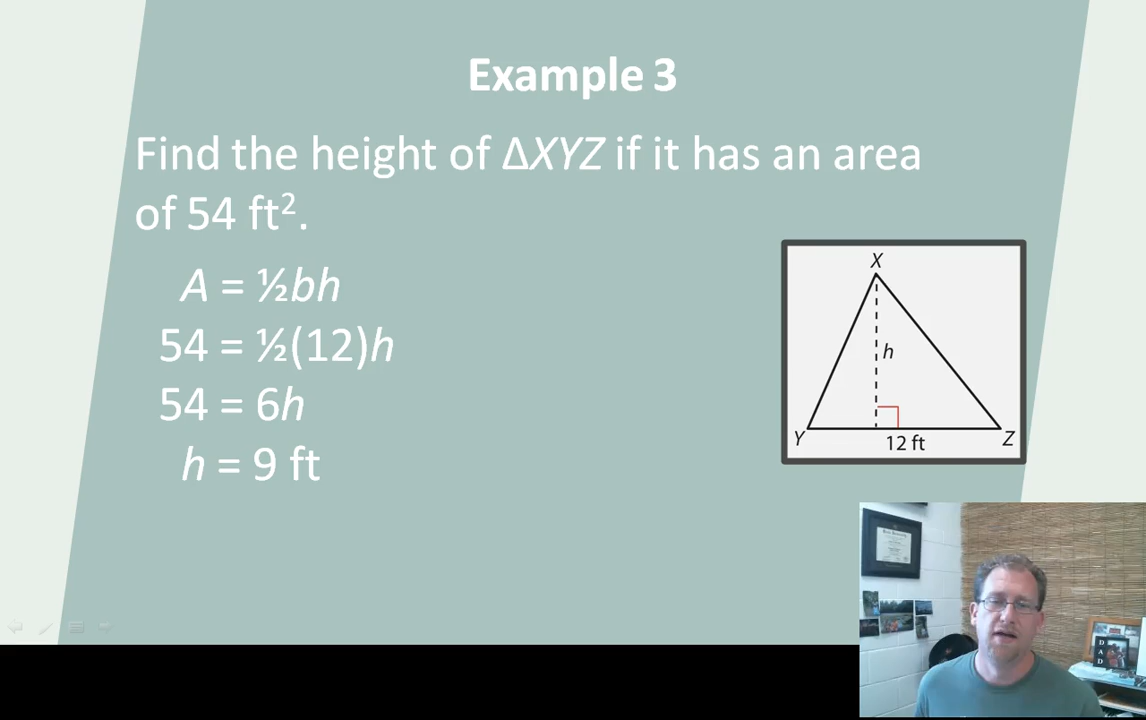 Example 3
Find the height of ΔXYZ if it has an area
of 54 ft².
A = ½bh
54 = ½(12)h
54 = 6h
h = 9 ft
X
h
Y
Z
12 ft
DAD